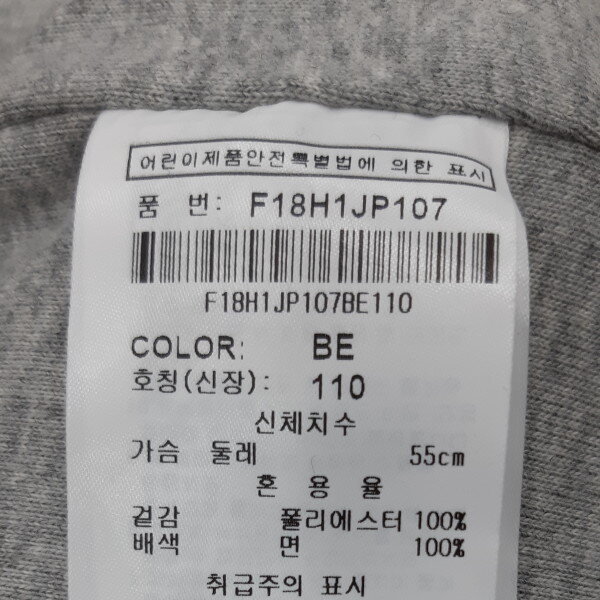 어린이제품안전특별법에 의한 표시
품 번: F18H1JP107
F18H1JP107BE110
COLOR: BE
호칭(신장): 110
신체치수
가슴 둘레 55cm
혼 용 율
겉감 폴리에스터 100%
배색 면 100%
취급주의 표시